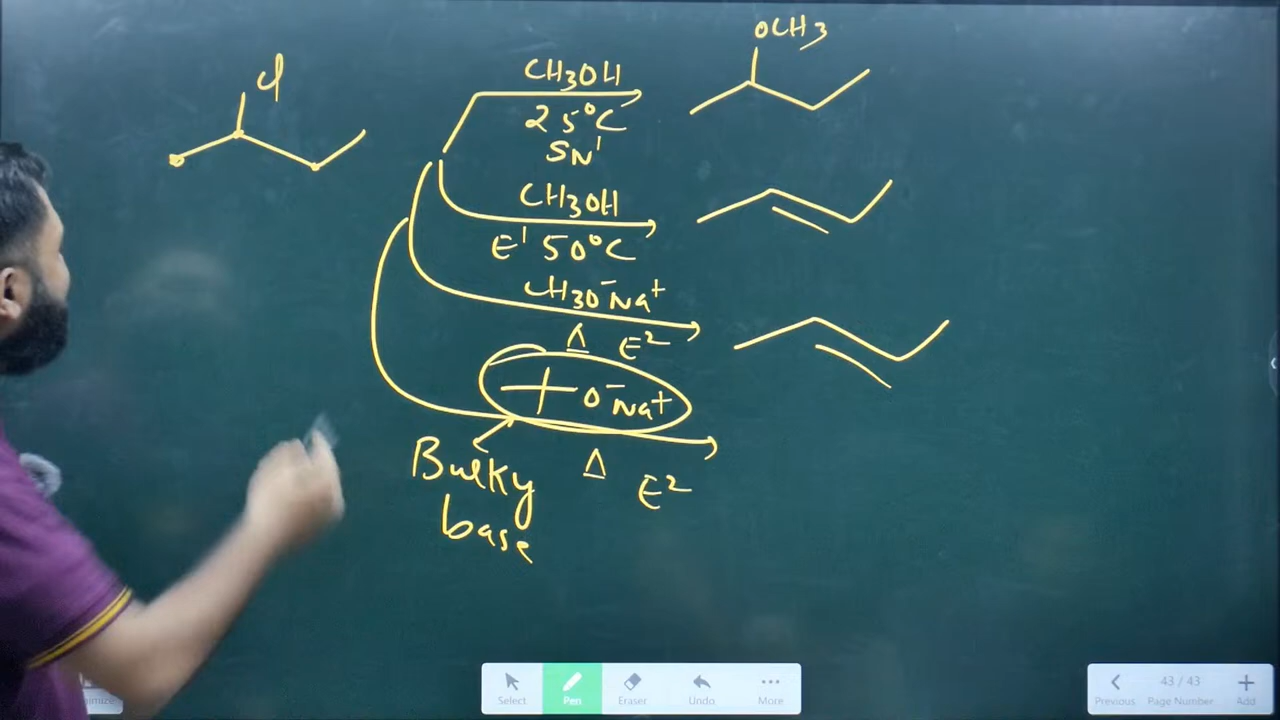 OCH3
Cl
CH3OH
25°C
SN1
CH3OH
E1 50°C
CH3O⁻Na⁺
Δ E2
O⁻Na⁺
Δ E2
Bulky
base
Select
Pen
Eraser
Undo
More
Previous
43 / 43
Page Number
Add